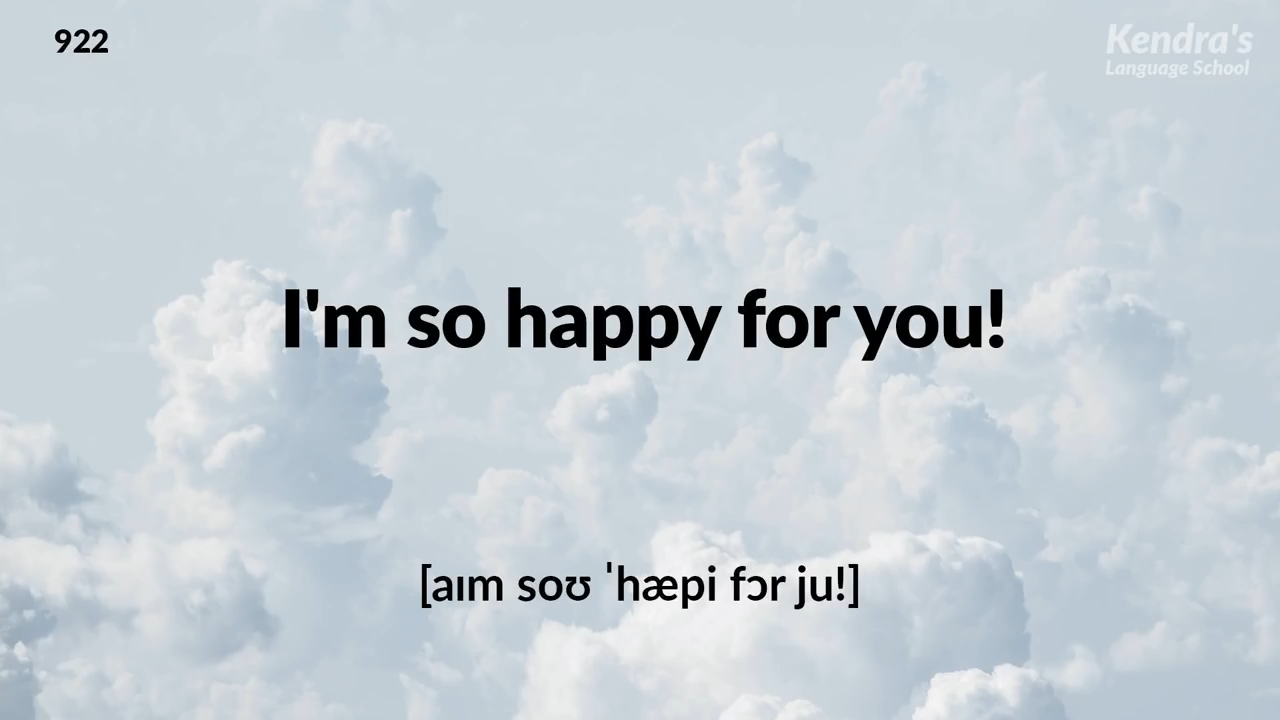 922
Kendra's
Language School
I'm so happy for you!
[aɪm soʊ ˈhæpi fɔr ju!]